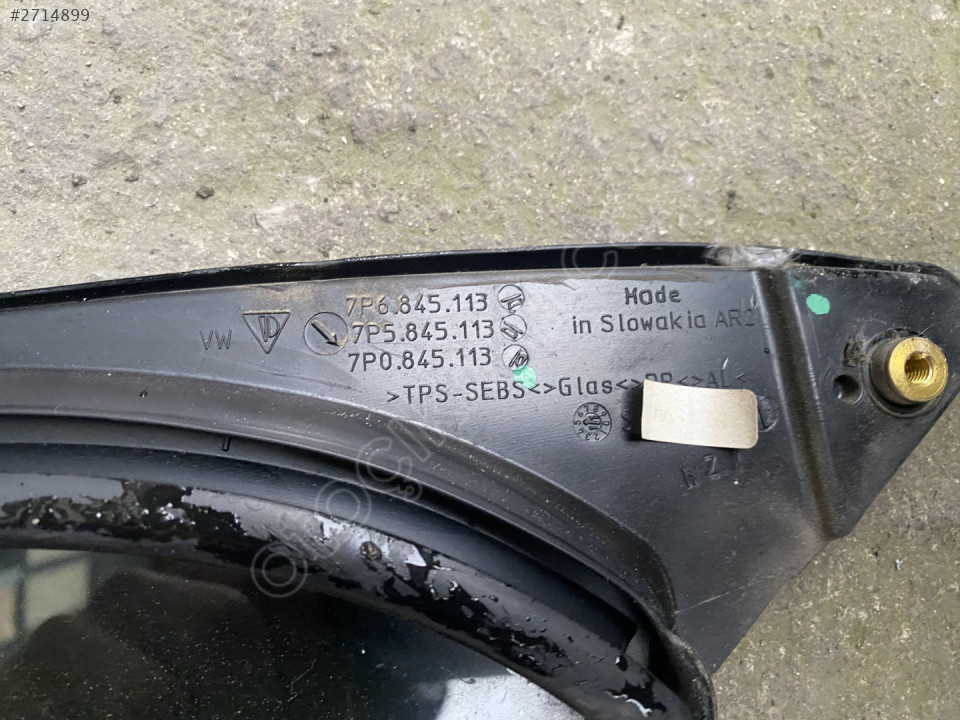 #2714899
7P6.845.113
VW 7P5.845.113
7P0.845.113
Made
in Slowakia AR2
>TPS-SEBS<>Glas<>PP<>AL<
otoçı